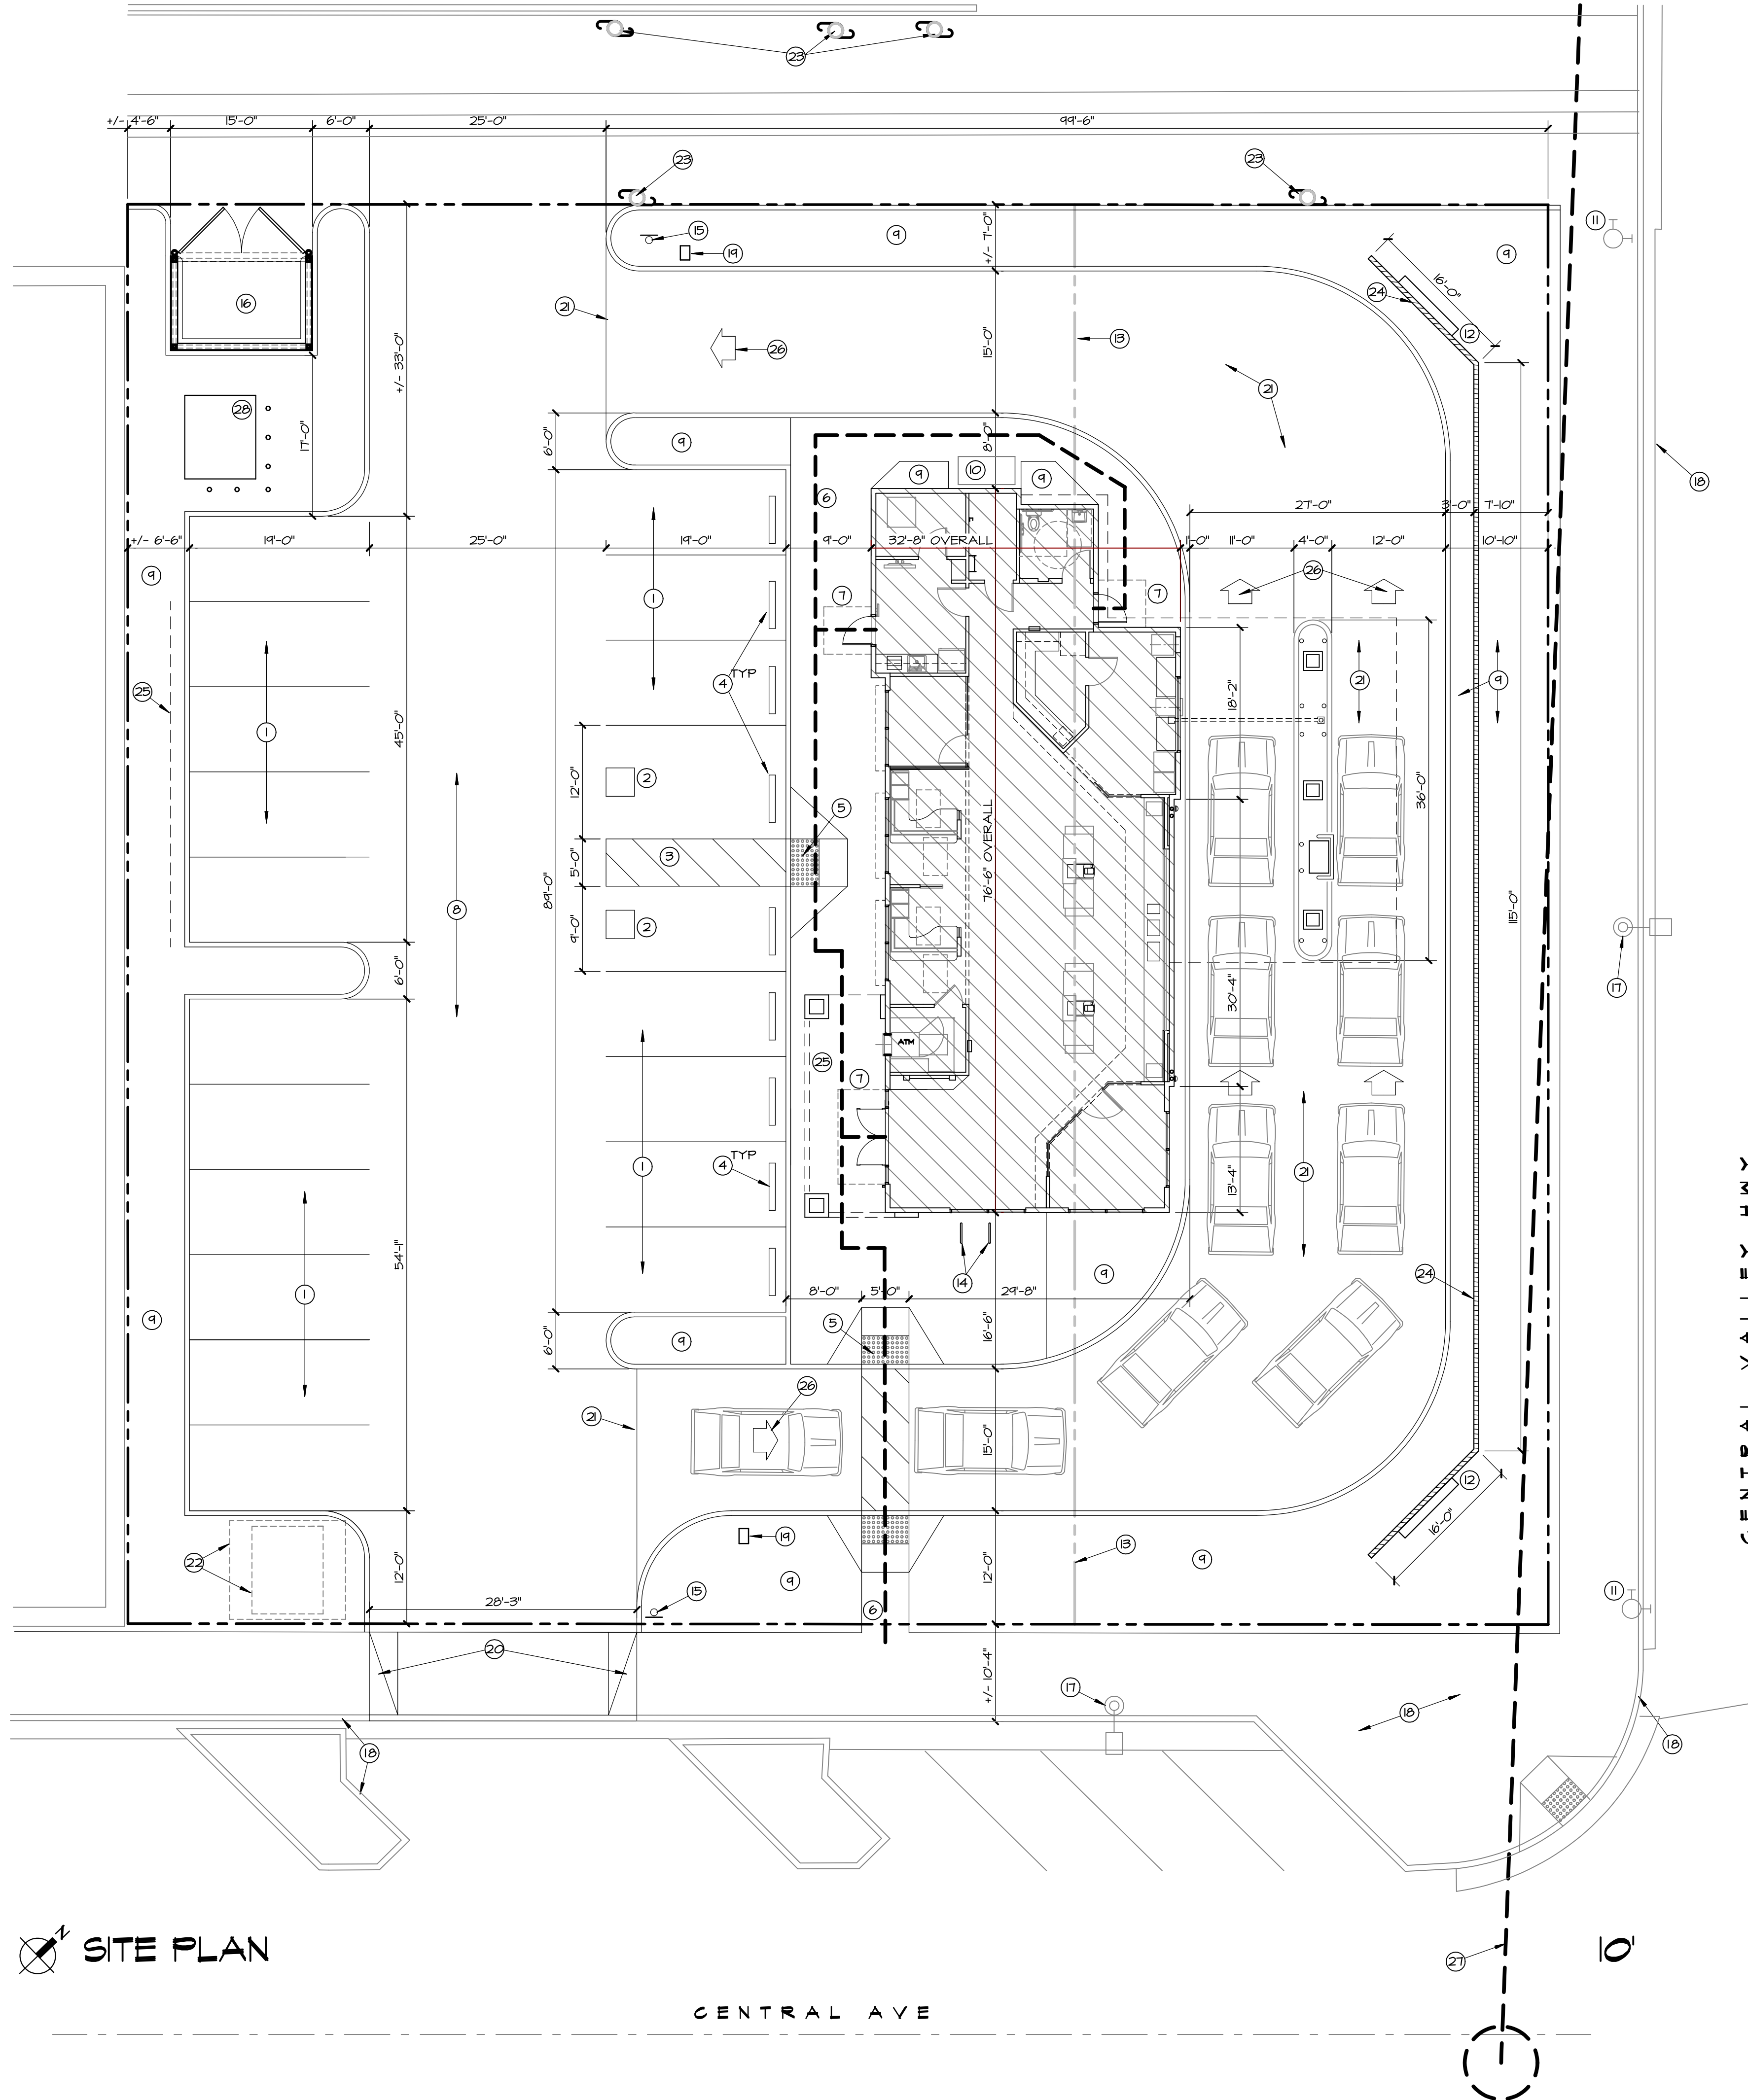 23
+/- 4'-6" 15'-0" 6'-0" 25'-0" 99'-6"
23 23
11
15 9 +/- 7'-0"
19 9
16'-0"
24
16 21
12
15'-0" 13
26
+/- 33'-0"
21
28
17'-0"
6'-0" 9 8'-0"
9 10 9
18
6
27'-0" 3'-0" 7'-10"
+/- 6'-6" 19'-0" 25'-0" 19'-0" 9'-0" 32'-8" OVERALL 1'-0" 11'-0" 4'-0" 12'-0" 10'-10"
9 26
1 7 7
25 4 TYP 21 9
18'-2"
1 45'-0"
12'-0" 2
36'-0"
5
76'-6" OVERALL
3 5'-0"
89'-0"
8
9'-0" 2
115'-0"
17
6'-0"
30'-4"
ATM
25
7
1 4 TYP 21
13'-4"
54'-1"
14 9 24
1
8'-0" 5'-0" 29'-8"
9 5
6'-0" 9 16'-6"
26
21
15'-0"
12
16'-0"
19 13
22 9
12'-0" 9 12'-0"
15
28'-3" 11
6
20
+/- 10'-4"
17
18
18 18
SITE PLAN
N
27 10'
CENTRAL AVE
CENTRAL VALLEY HWY